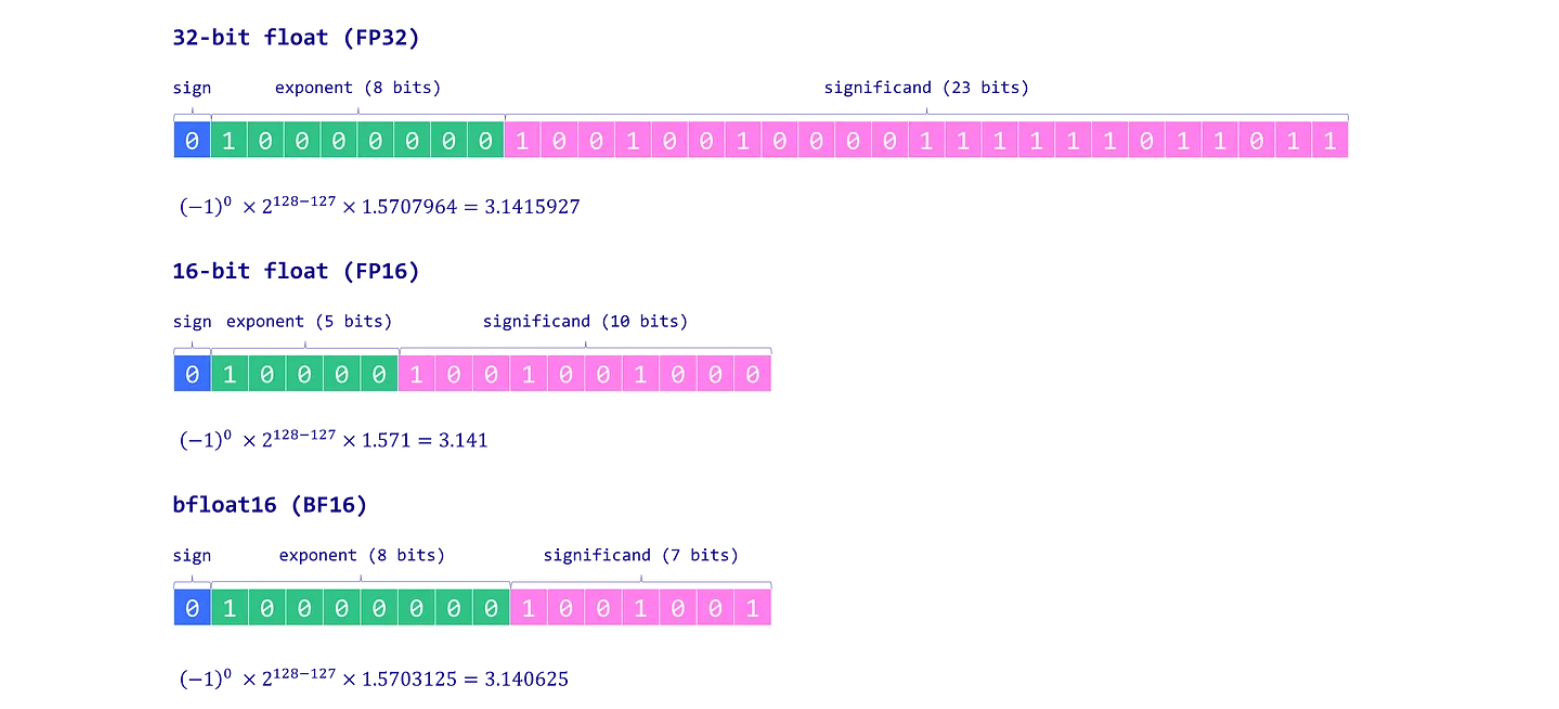 32-bit float (FP32)
sign exponent (8 bits) significand (23 bits)
0 1 0 0 0 0 0 0 0 1 0 0 1 0 0 1 0 0 0 0 1 1 1 1 1 1 0 1 1 0 1 1
(−1)⁰ × 2¹²⁸⁻¹²⁷ × 1.5707964 = 3.1415927
16-bit float (FP16)
sign exponent (5 bits) significand (10 bits)
0 1 0 0 0 0 1 0 0 1 0 0 1 0 0 0
(−1)⁰ × 2¹²⁸⁻¹²⁷ × 1.571 = 3.141
bfloat16 (BF16)
sign exponent (8 bits) significand (7 bits)
0 1 0 0 0 0 0 0 0 1 0 0 1 0 0 1
(−1)⁰ × 2¹²⁸⁻¹²⁷ × 1.5703125 = 3.140625